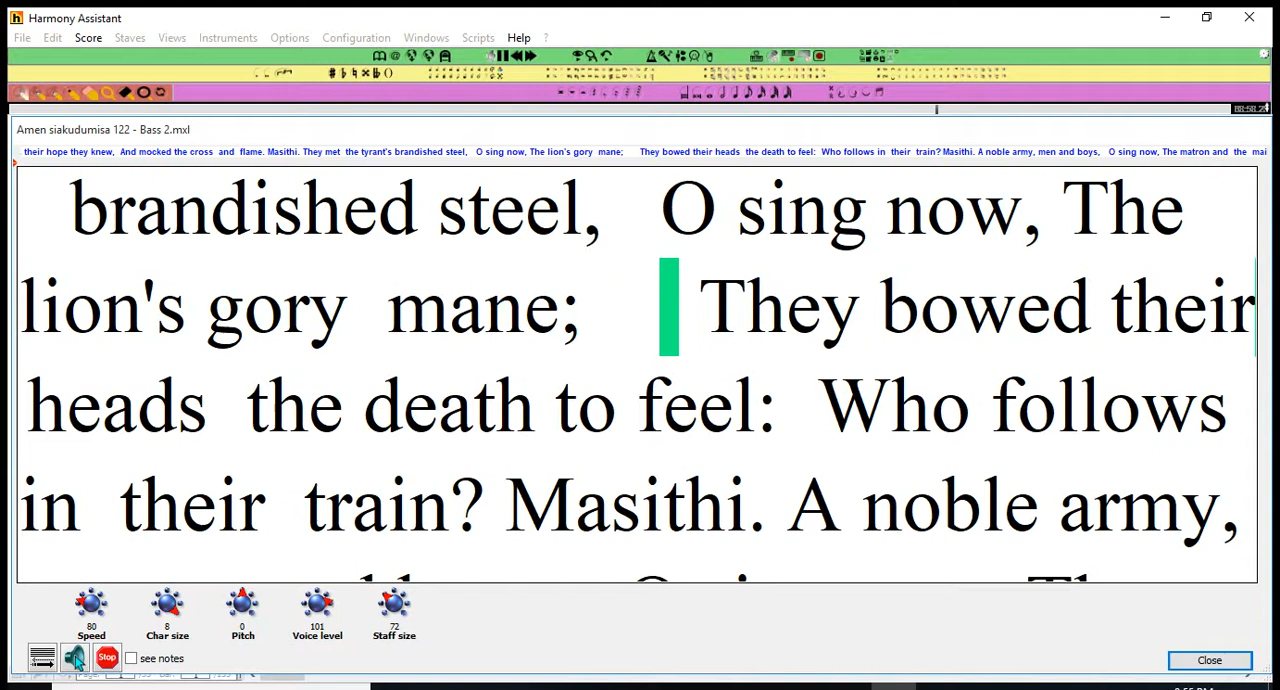 Harmony Assistant
File Edit Score Staves Views Instruments Options Configuration Windows Scripts Help ?
Amen siakudumisa 122 - Bass 2.mxl
their hope they knew, And mocked the cross and flame. Masithi. They met the tyrant's brandished steel, O sing now, The lion's gory mane; They bowed their heads the death to feel: Who follows in their train? Masithi. A noble army, men and boys, O sing now, The matron and the mai
brandished steel, O sing now, The
lion's gory mane; They bowed their
heads the death to feel: Who follows
in their train? Masithi. A noble army,
80 8 0 101 72
Speed Char size Pitch Voice level Staff size
Stop see notes Close